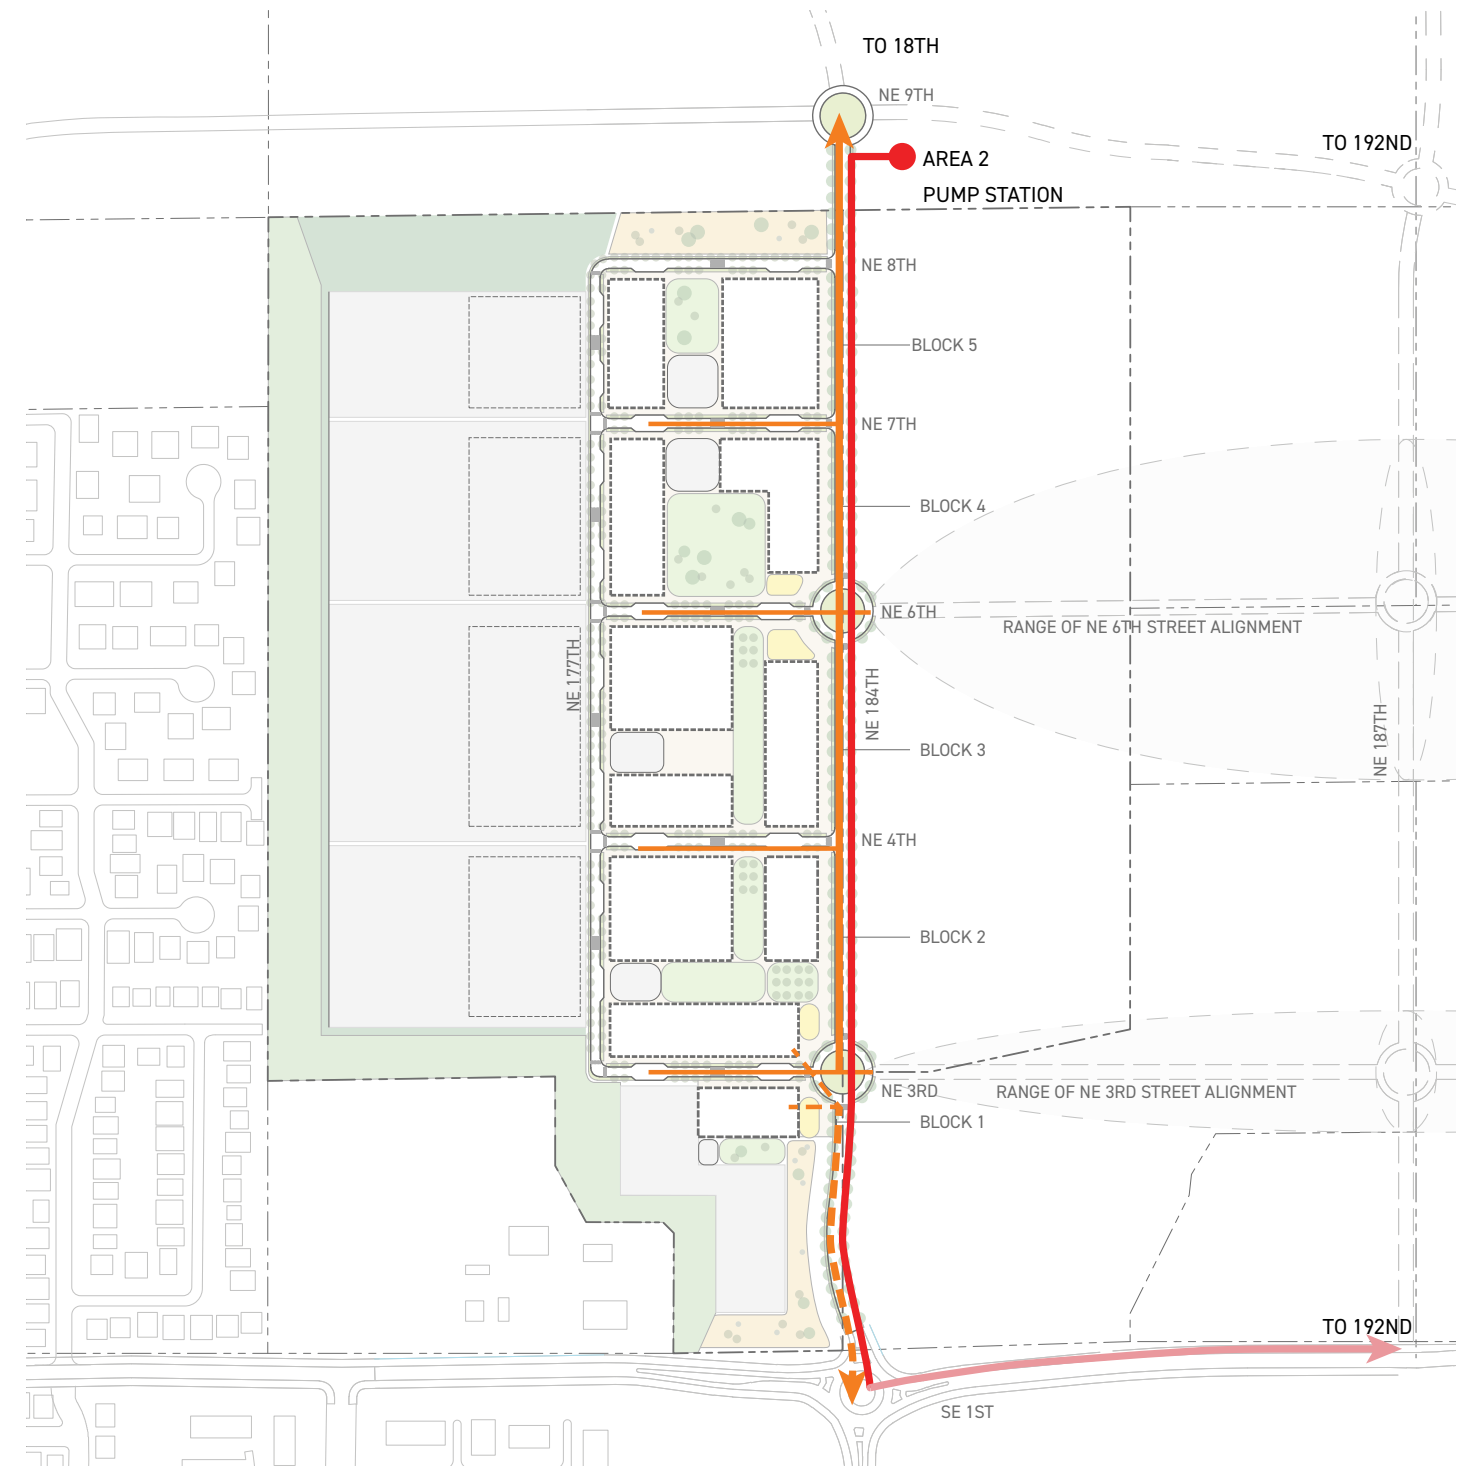 TO 18TH
NE 9TH
TO 192ND
AREA 2
PUMP STATION
NE 8TH
BLOCK 5
NE 7TH
BLOCK 4
NE 6TH
RANGE OF NE 6TH STREET ALIGNMENT
NE 177TH
NE 184TH
NE 187TH
BLOCK 3
NE 4TH
BLOCK 2
NE 3RD
RANGE OF NE 3RD STREET ALIGNMENT
BLOCK 1
TO 192ND
SE 1ST